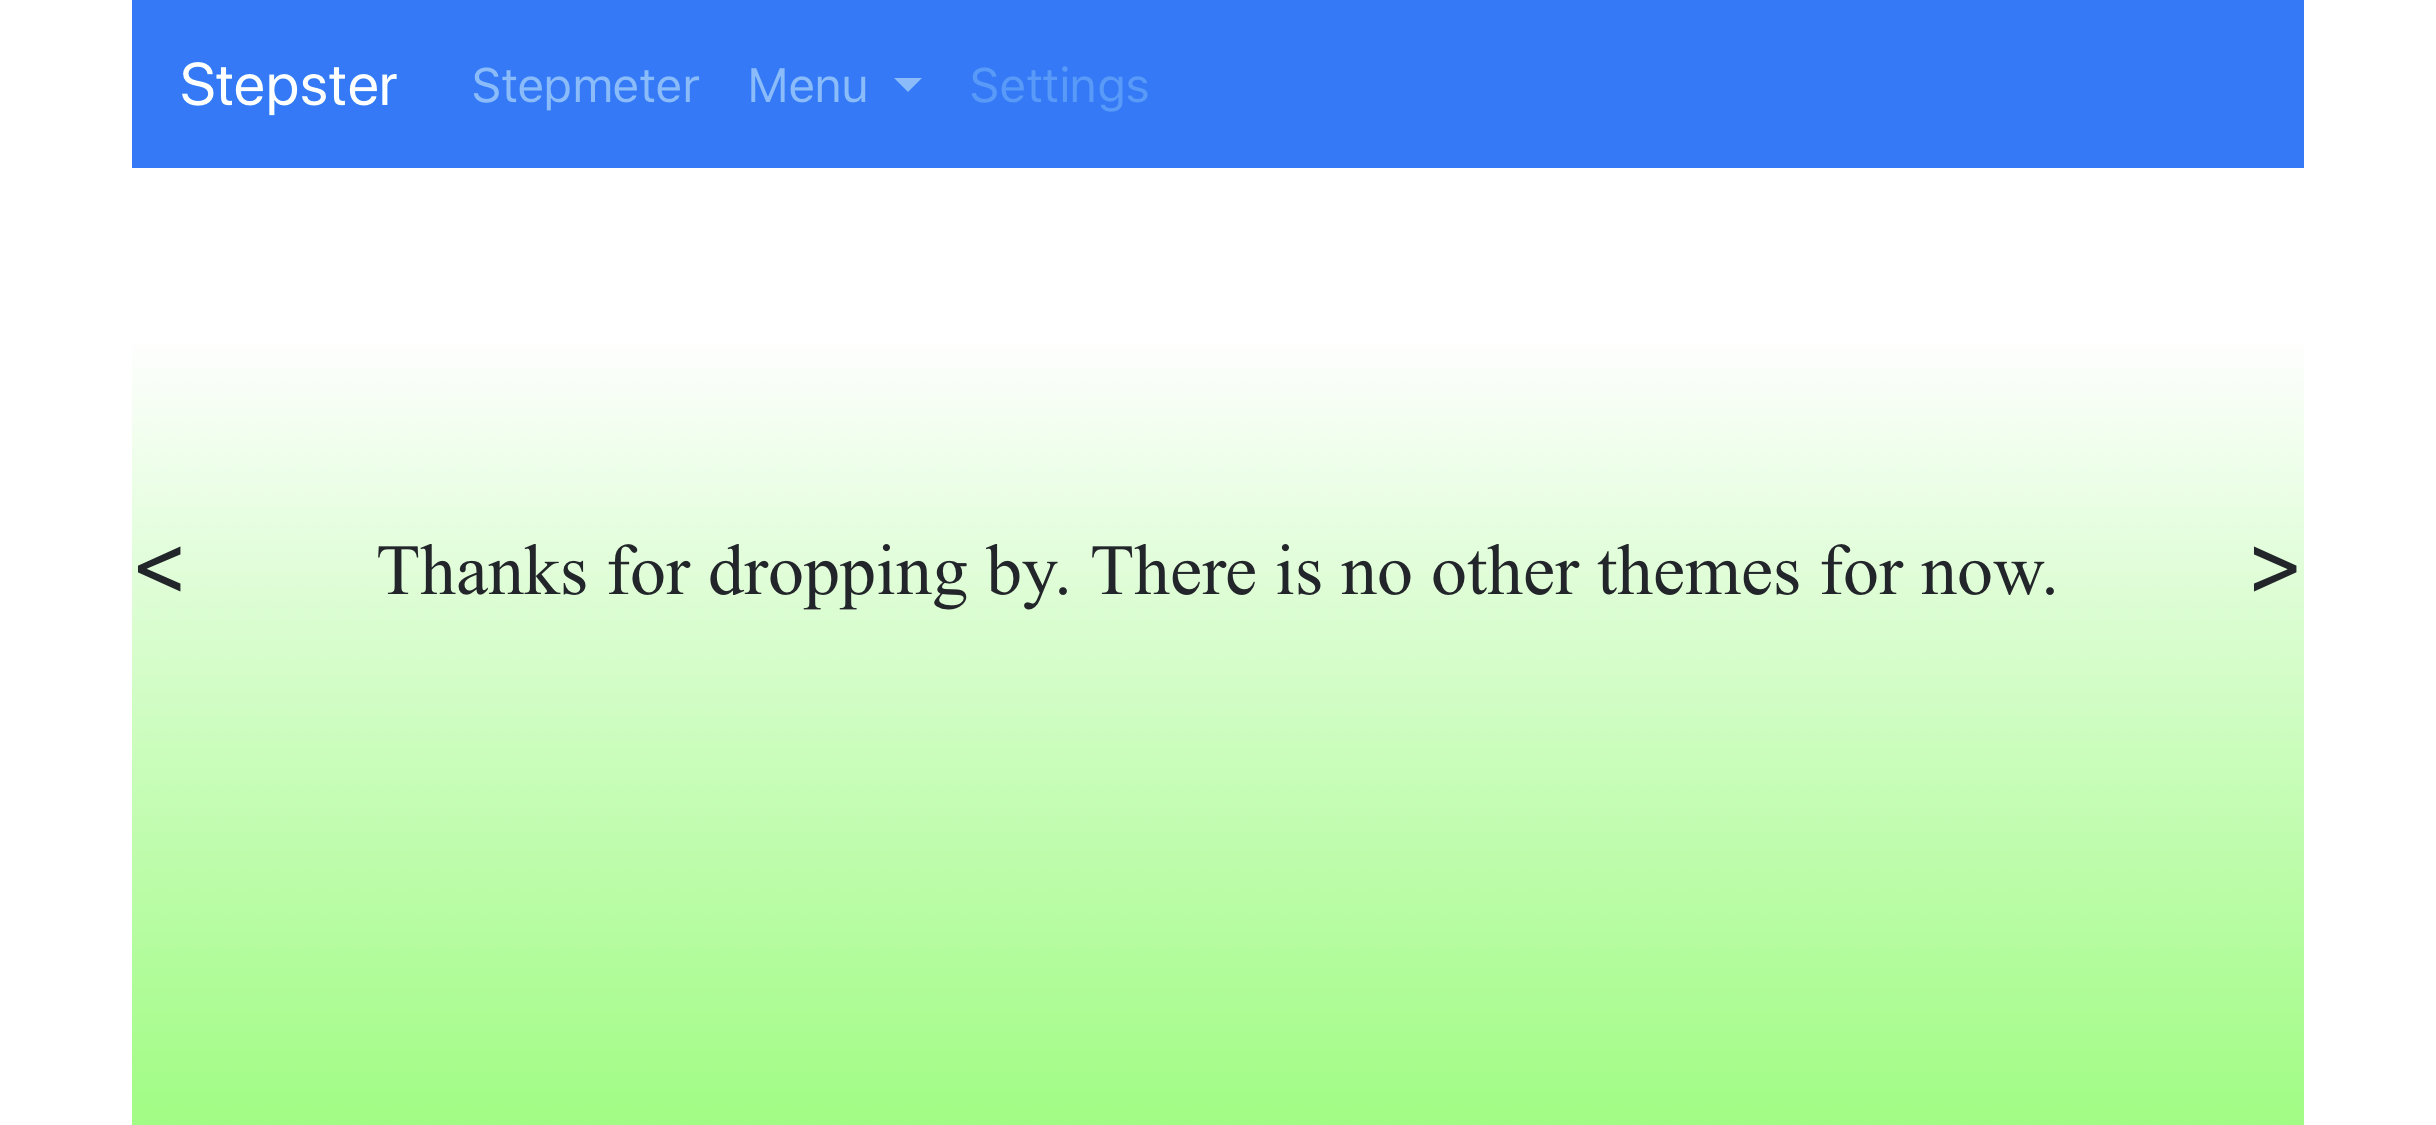 Stepster Stepmeter Menu Settings
< Thanks for dropping by. There is no other themes for now. >